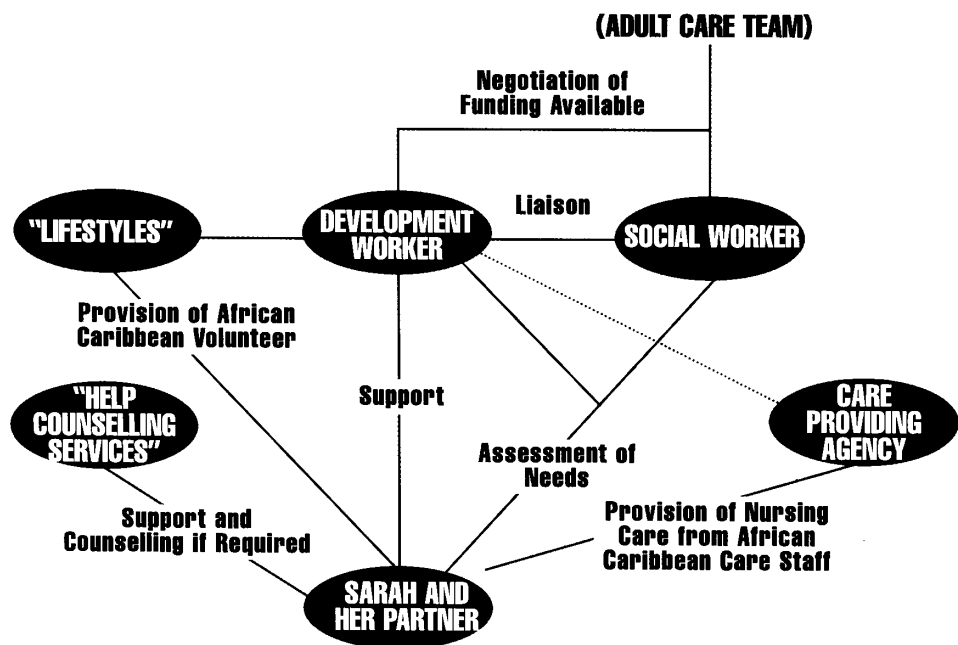 (ADULT CARE TEAM)
Negotiation of
Funding Available
"LIFESTYLES"
DEVELOPMENT
WORKER
Liaison
SOCIAL WORKER
Provision of African
Caribbean Volunteer
"HELP
COUNSELLING
SERVICES"
Support
CARE
PROVIDING
AGENCY
Assessment of
Needs
Support and
Counselling if Required
Provision of Nursing
Care from African
Caribbean Care Staff
SARAH AND
HER PARTNER